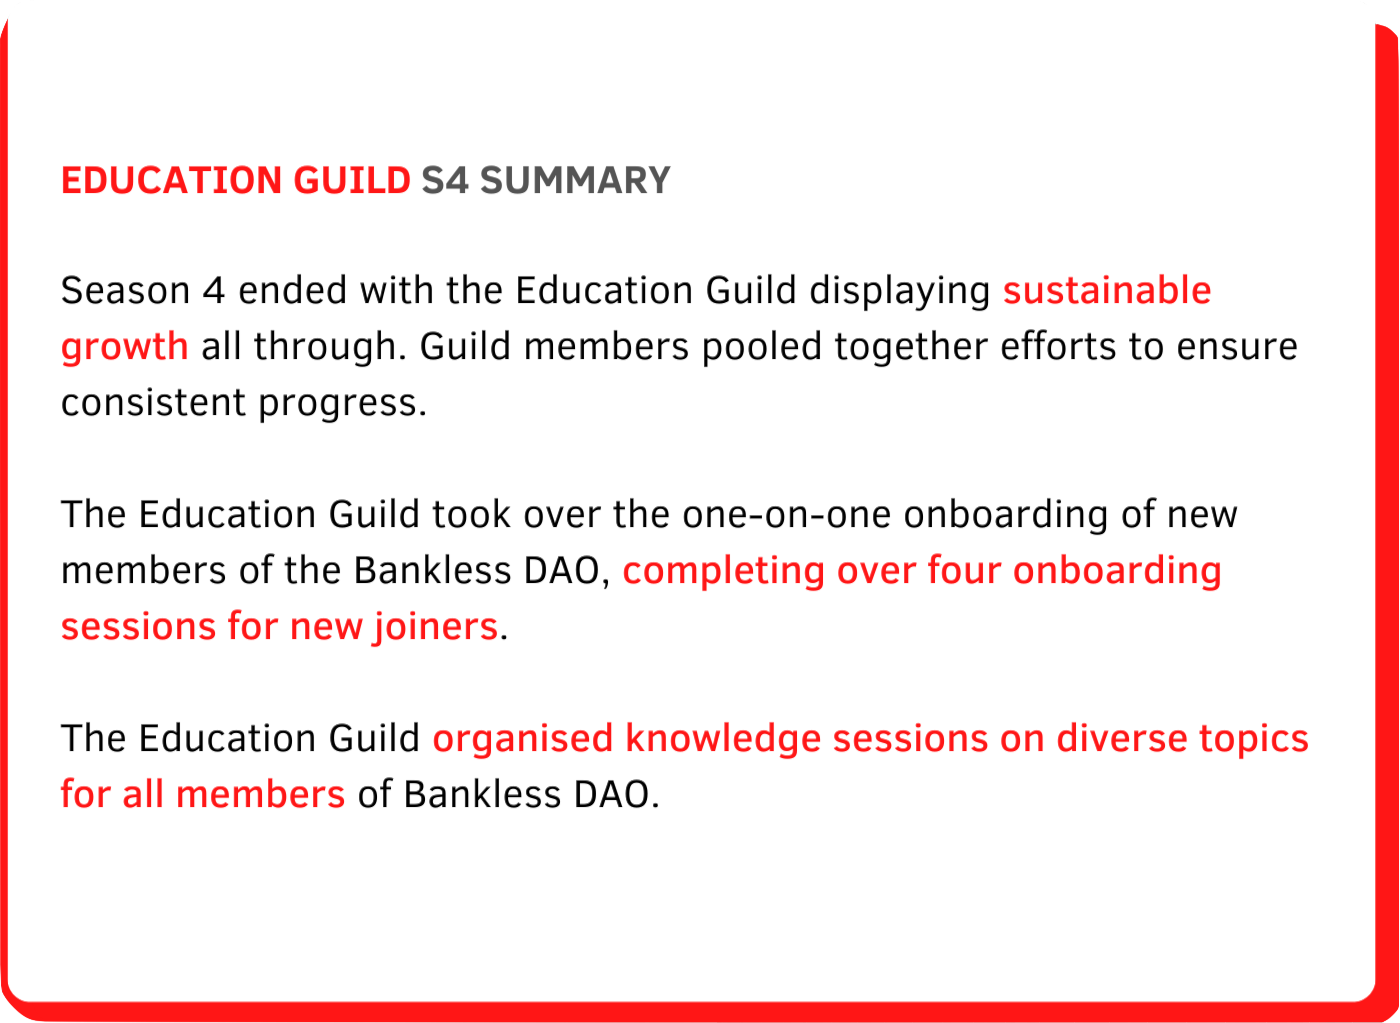 EDUCATION GUILD S4 SUMMARY
Season 4 ended with the Education Guild displaying sustainable
growth all through. Guild members pooled together efforts to ensure
consistent progress.
The Education Guild took over the one-on-one onboarding of new
members of the Bankless DAO, completing over four onboarding
sessions for new joiners.
The Education Guild organised knowledge sessions on diverse topics
for all members of Bankless DAO.